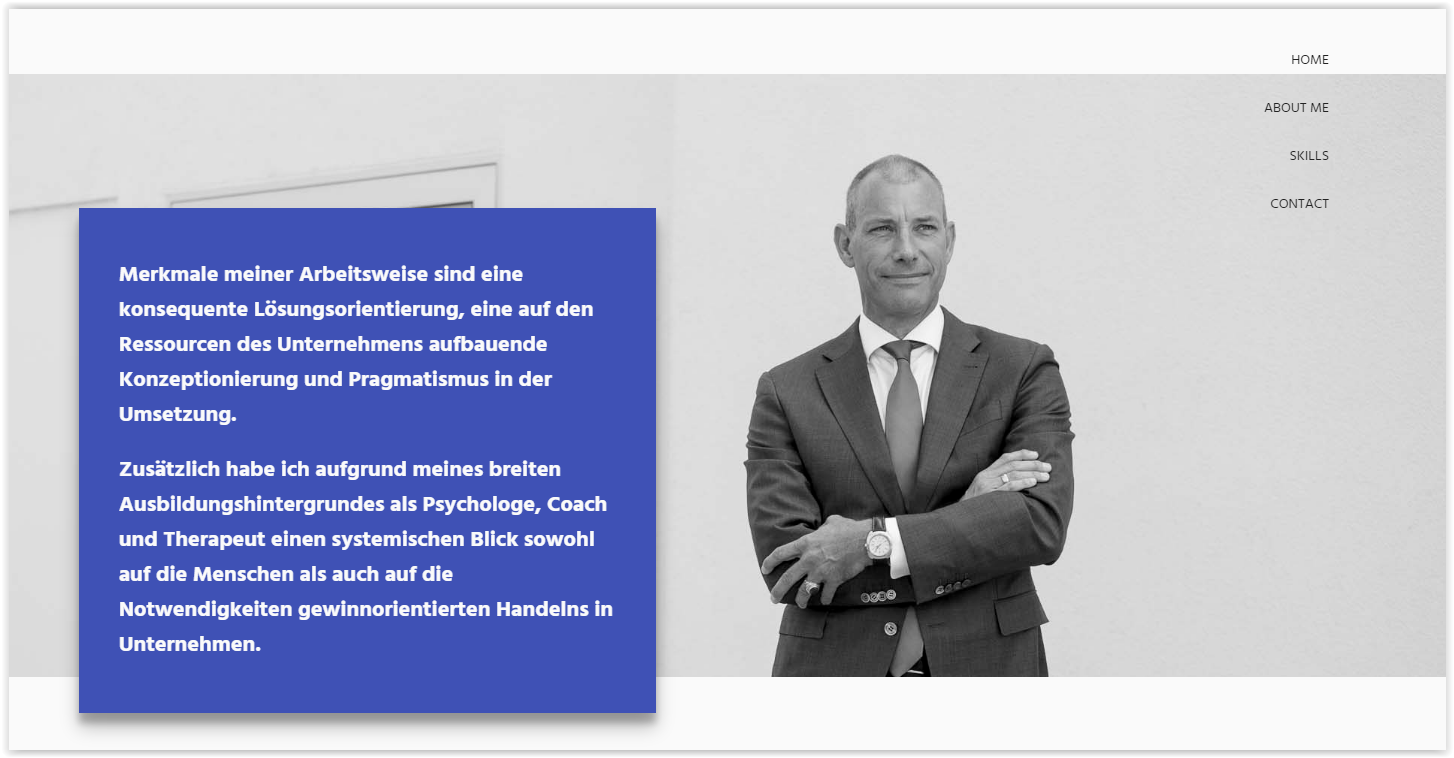 HOME
ABOUT ME
SKILLS
CONTACT
Merkmale meiner Arbeitsweise sind eine
konsequente Lösungsorientierung, eine auf den
Ressourcen des Unternehmens aufbauende
Konzeptionierung und Pragmatismus in der
Umsetzung.
Zusätzlich habe ich aufgrund meines breiten
Ausbildungshintergrundes als Psychologe, Coach
und Therapeut einen systemischen Blick sowohl
auf die Menschen als auch auf die
Notwendigkeiten gewinnorientierten Handelns in
Unternehmen.